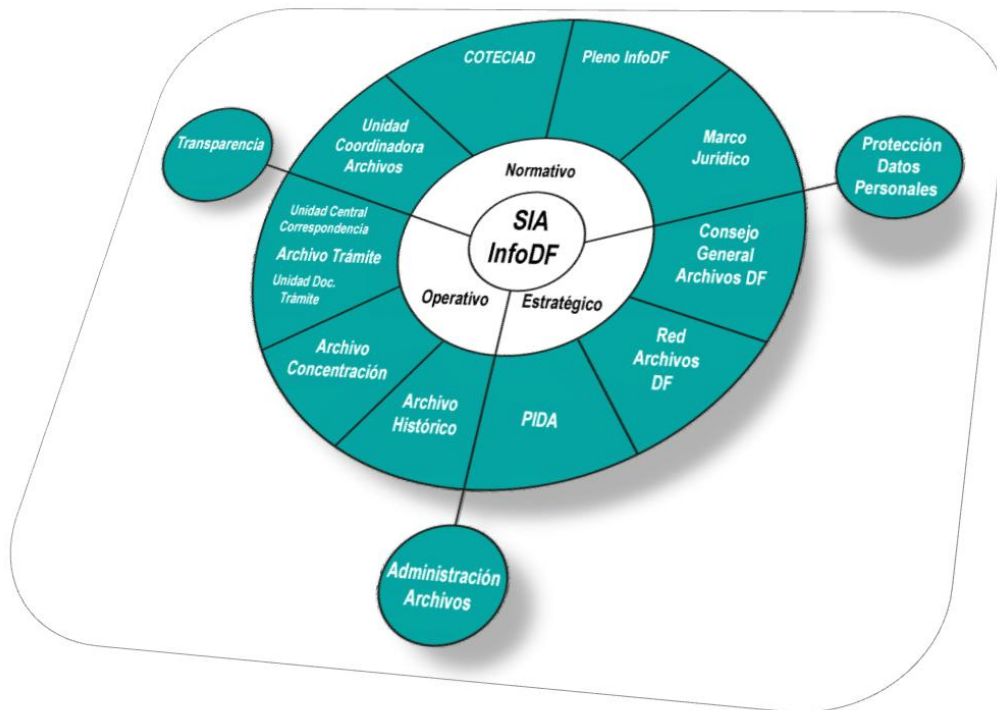 COTECIAD
Pleno InfoDF
Transparencia
Unidad
Coordinadora
Archivos
Marco
Jurídico
Protección
Datos
Personales
Normativo
SIA
InfoDF
Unidad Central
Correspondencia
Archivo Trámite
Unidad Doc.
Trámite
Consejo
General
Archivos DF
Operativo
Estratégico
Archivo
Concentración
Red
Archivos
DF
Archivo
Histórico
PIDA
Administración
Archivos